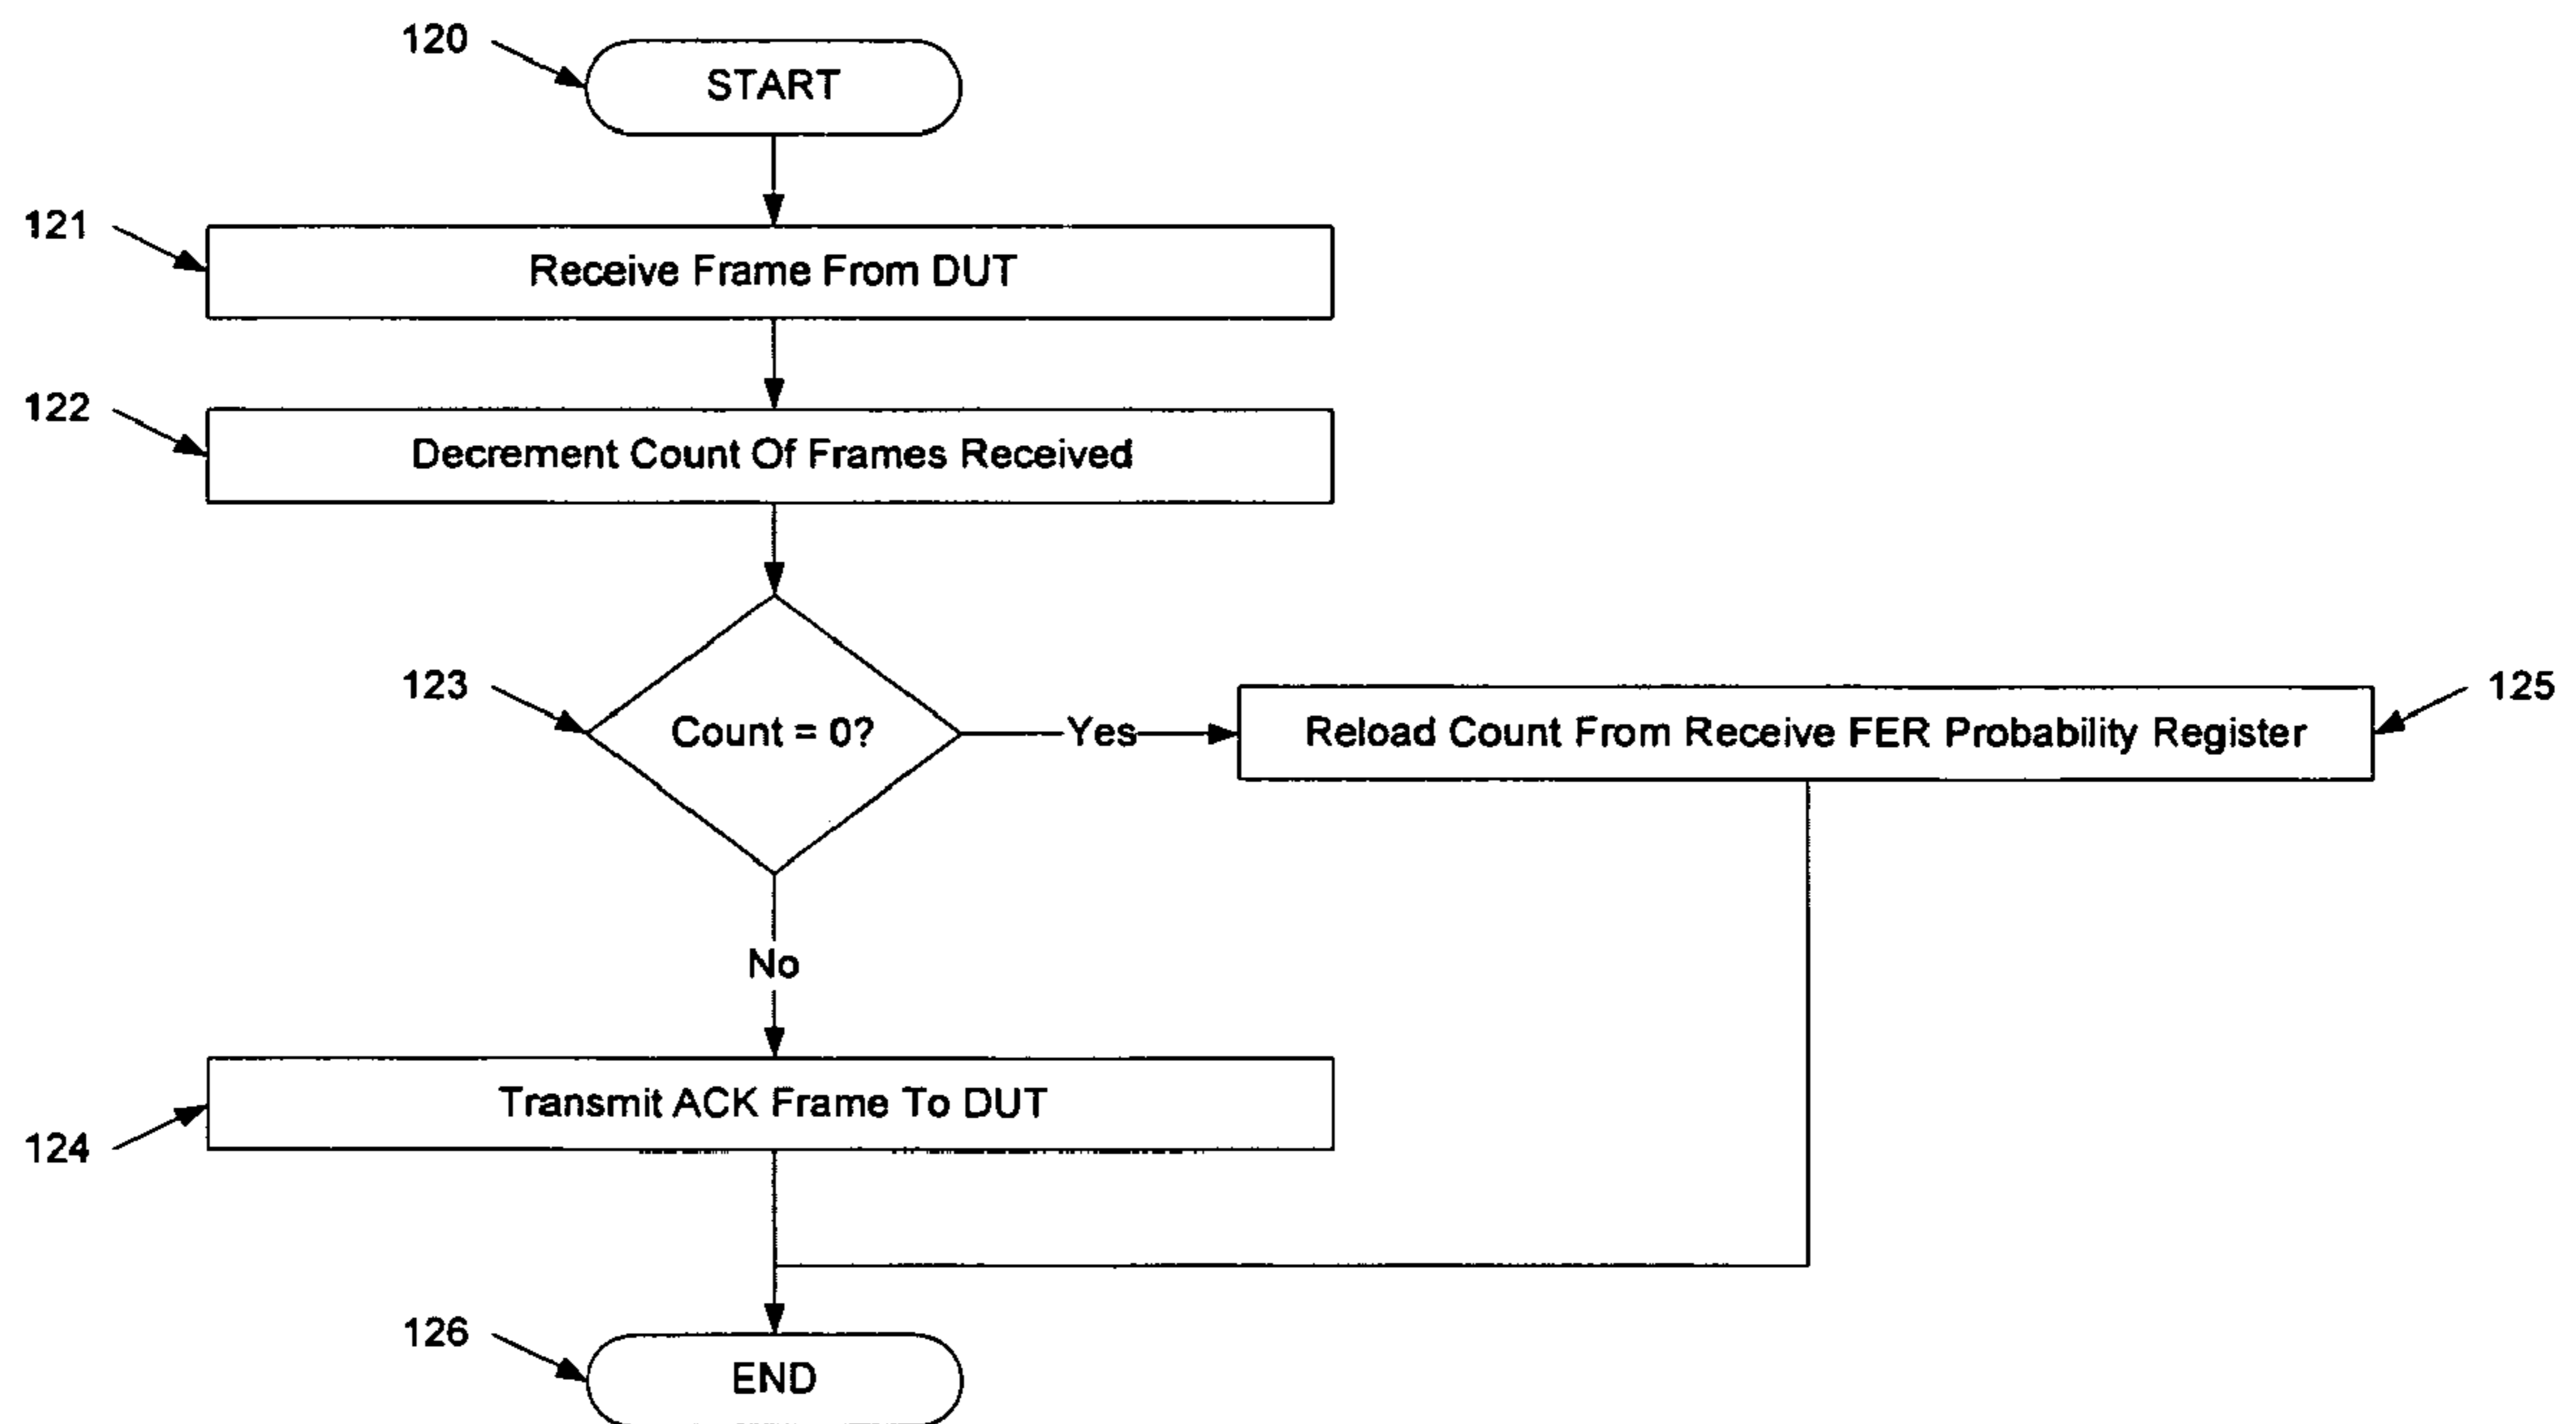 120
START
121
Receive Frame From DUT
122
Decrement Count Of Frames Received
123
Count = 0?
Yes
Reload Count From Receive FER Probability Register
125
No
Transmit ACK Frame To DUT
124
126
END